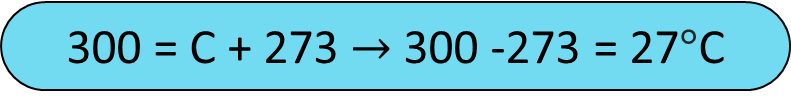 300 = C + 273 → 300 -273 = 27°C